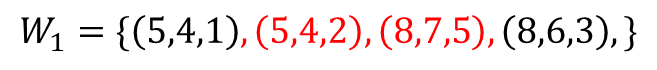 W₁ = {(5,4,1), (5,4,2), (8,7,5), (8,6,3), }